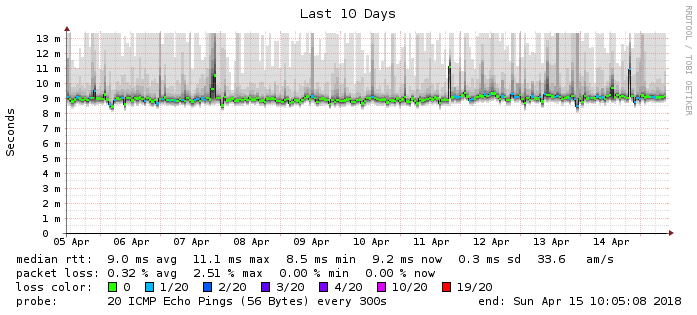 Last 10 Days
RRDTOOL / TOBI OETIKER
Seconds
13 m
12 m
11 m
10 m
9 m
8 m
7 m
6 m
5 m
4 m
3 m
2 m
1 m
0
05 Apr 06 Apr 07 Apr 08 Apr 09 Apr 10 Apr 11 Apr 12 Apr 13 Apr 14 Apr
median rtt: 9.0 ms avg 11.1 ms max 8.5 ms min 9.2 ms now 0.3 ms sd 33.6 am/s
packet loss: 0.32 % avg 2.51 % max 0.00 % min 0.00 % now
loss color: 0 1/20 2/20 3/20 4/20 10/20 19/20
probe: 20 ICMP Echo Pings (56 Bytes) every 300s end: Sun Apr 15 10:05:08 2018